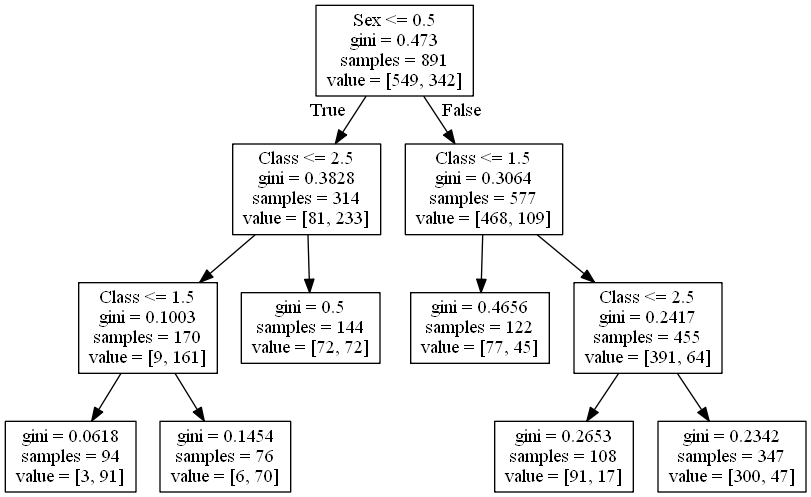 Sex <= 0.5
gini = 0.473
samples = 891
value = [549, 342]
True
False
Class <= 2.5
gini = 0.3828
samples = 314
value = [81, 233]
Class <= 1.5
gini = 0.3064
samples = 577
value = [468, 109]
Class <= 1.5
gini = 0.1003
samples = 170
value = [9, 161]
gini = 0.5
samples = 144
value = [72, 72]
gini = 0.4656
samples = 122
value = [77, 45]
Class <= 2.5
gini = 0.2417
samples = 455
value = [391, 64]
gini = 0.0618
samples = 94
value = [3, 91]
gini = 0.1454
samples = 76
value = [6, 70]
gini = 0.2653
samples = 108
value = [91, 17]
gini = 0.2342
samples = 347
value = [300, 47]